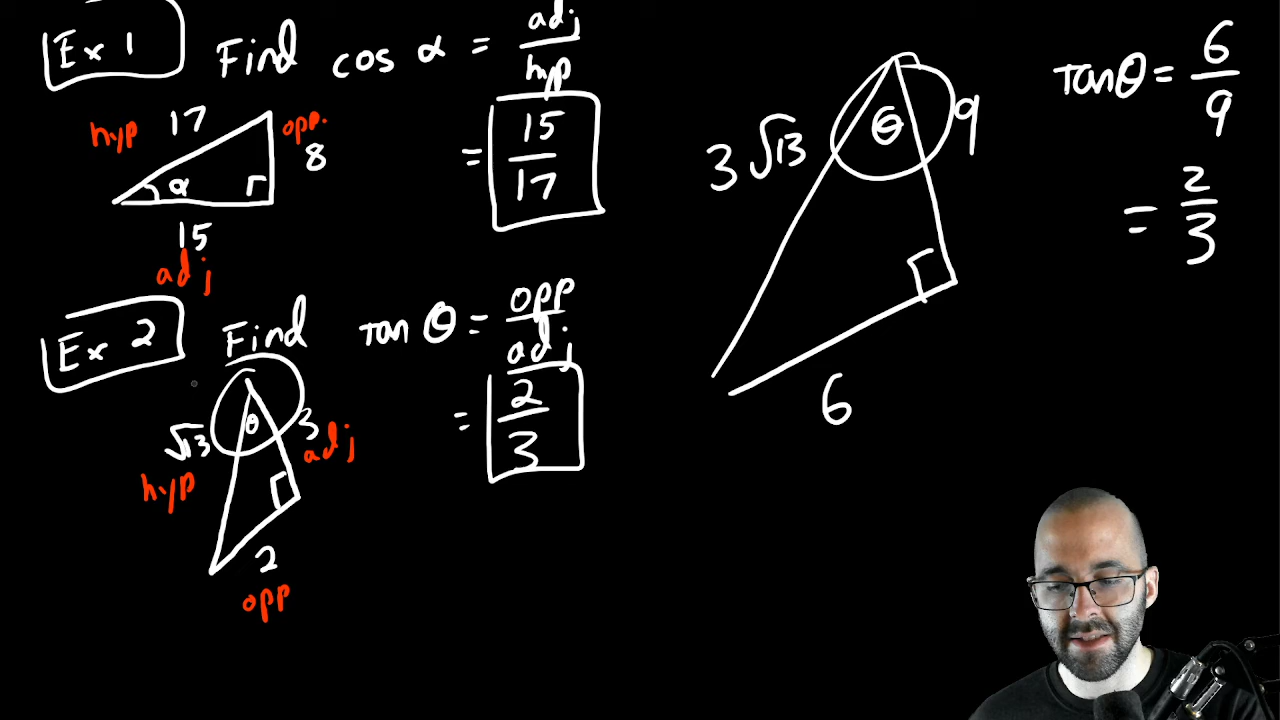 Ex 1
Find cos α = adj/hyp
= 15/17
hyp
17
opp.
8
α
15
adj
Ex 2
Find tan θ = opp/adj
= 2/3
θ
√13
3
adj
hyp
2
opp
3√13
θ
9
6
tanθ = 6/9
= 2/3